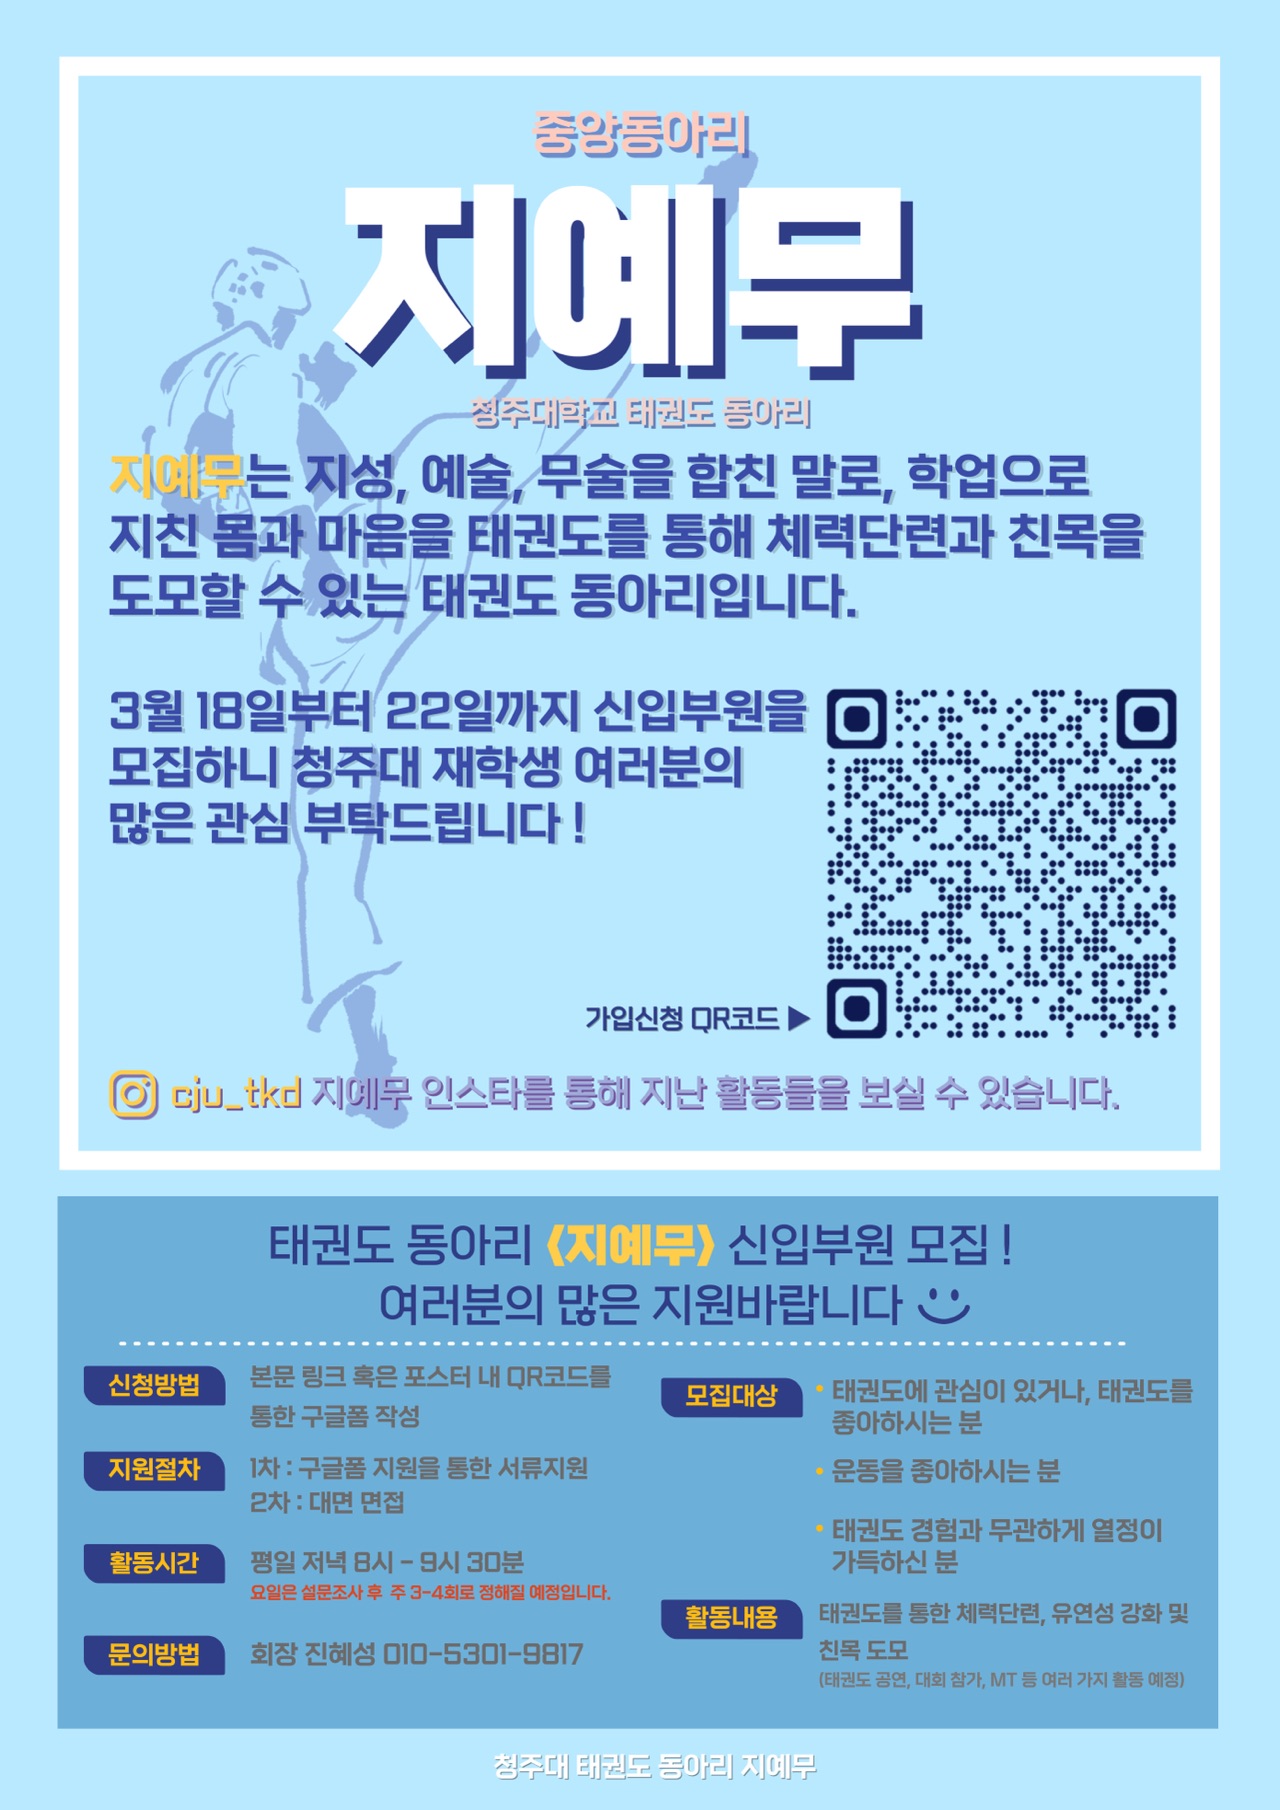 중앙동아리
지예무
청주대학교 태권도 동아리
지예무는 지성, 예술, 무술을 합친 말로, 학업으로
지친 몸과 마음을 태권도를 통해 체력단련과 친목을
도모할 수 있는 태권도 동아리입니다.
3월 18일부터 22일까지 신입부원을
모집하니 청주대 재학생 여러분의
많은 관심 부탁드립니다 !
가입신청 QR코드 ▶
cju_tkd 지예무 인스타를 통해 지난 활동들을 보실 수 있습니다.
태권도 동아리 <지예무> 신입부원 모집 !
여러분의 많은 지원바랍니다
신청방법
본문 링크 혹은 포스터 내 QR코드를
통한 구글폼 작성
지원절차
1차 : 구글폼 지원을 통한 서류지원
2차 : 대면 면접
활동시간
평일 저녁 8시 - 9시 30분
요일은 설문조사 후 주 3-4회로 정해질 예정입니다.
문의방법
회장 진혜성 010-5301-9817
모집대상
• 태권도에 관심이 있거나, 태권도를
좋아하시는 분
• 운동을 좋아하시는 분
• 태권도 경험과 무관하게 열정이
가득하신 분
활동내용
태권도를 통한 체력단련, 유연성 강화 및
친목 도모
(태권도 공연, 대회 참가, MT 등 여러 가지 활동 예정)
청주대 태권도 동아리 지예무